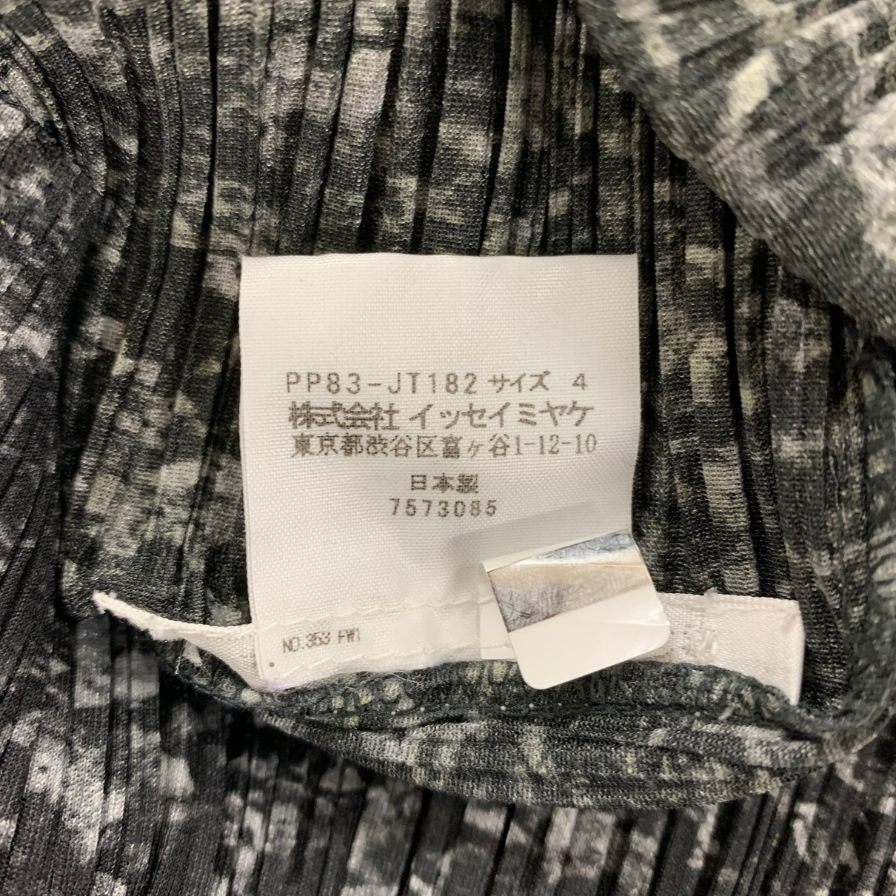 PP83-JT182 サイズ 4
株式会社 イッセイミヤケ
東京都渋谷区富ヶ谷1-12-10
日本製
7573085
NO.353 FW1